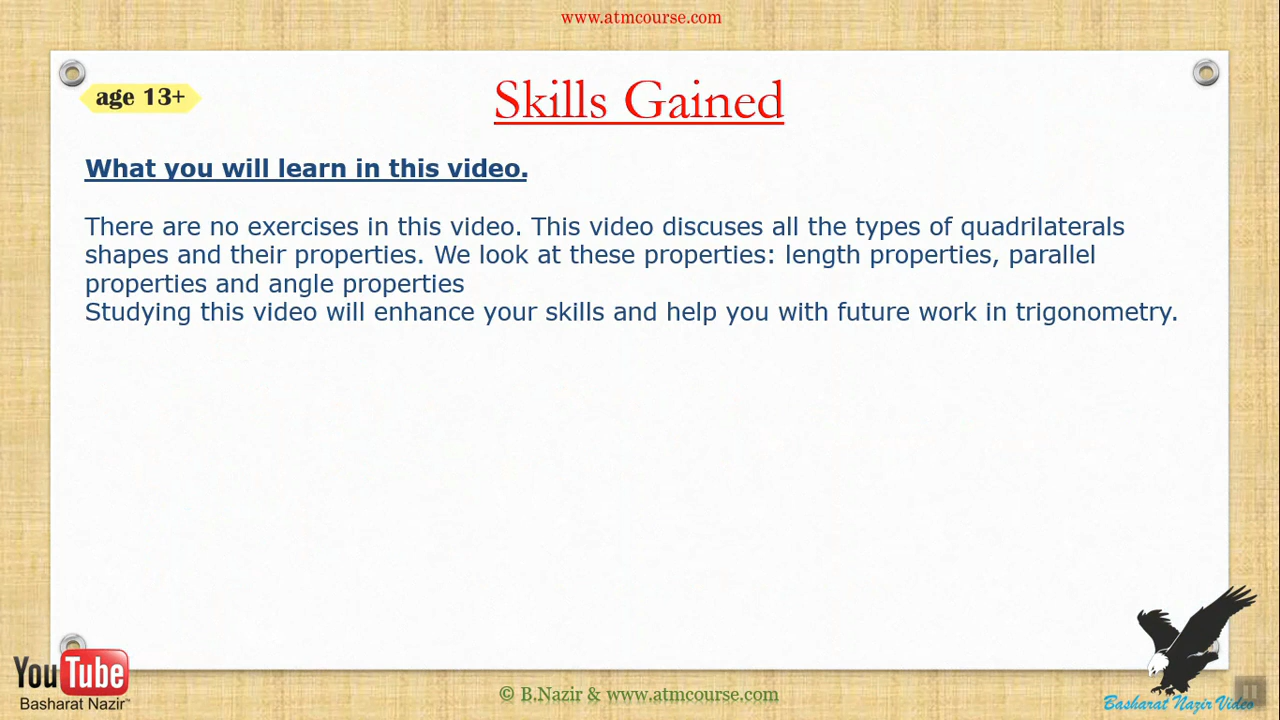 www.atmcourse.com
age 13+
Skills Gained
What you will learn in this video.
There are no exercises in this video. This video discuses all the types of quadrilaterals
shapes and their properties. We look at these properties: length properties, parallel
properties and angle properties
Studying this video will enhance your skills and help you with future work in trigonometry.
YouTube
Basharat Nazir™
© B.Nazir & www.atmcourse.com
Basharat Nazir Video